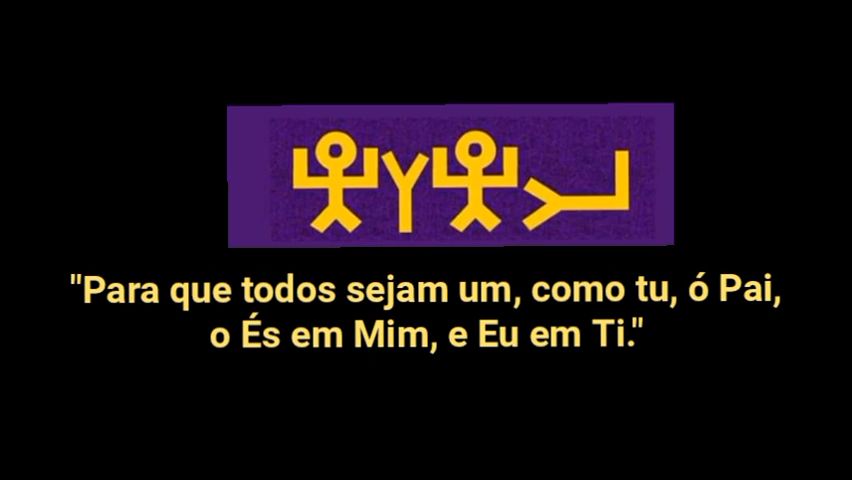 "Para que todos sejam um, como tu, ó Pai,
o És em Mim, e Eu em Ti."